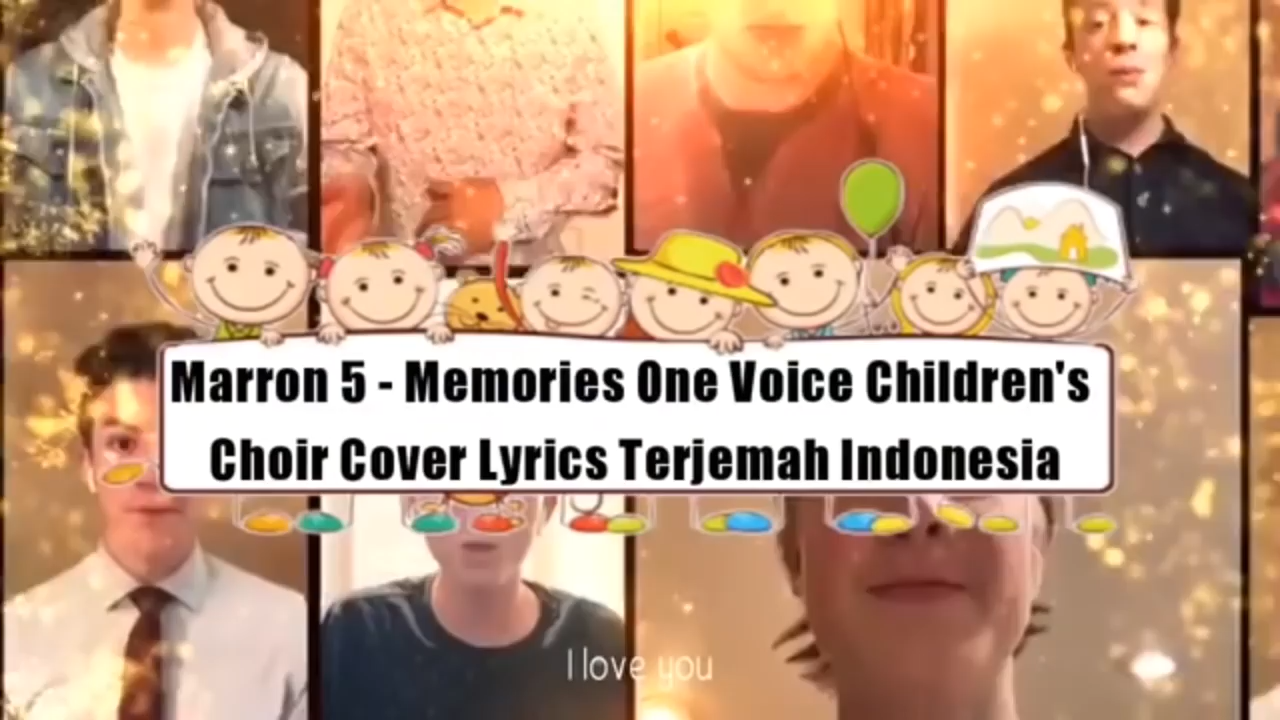 Marron 5 - Memories One Voice Children's
Choir Cover Lyrics Terjemah Indonesia
I love you